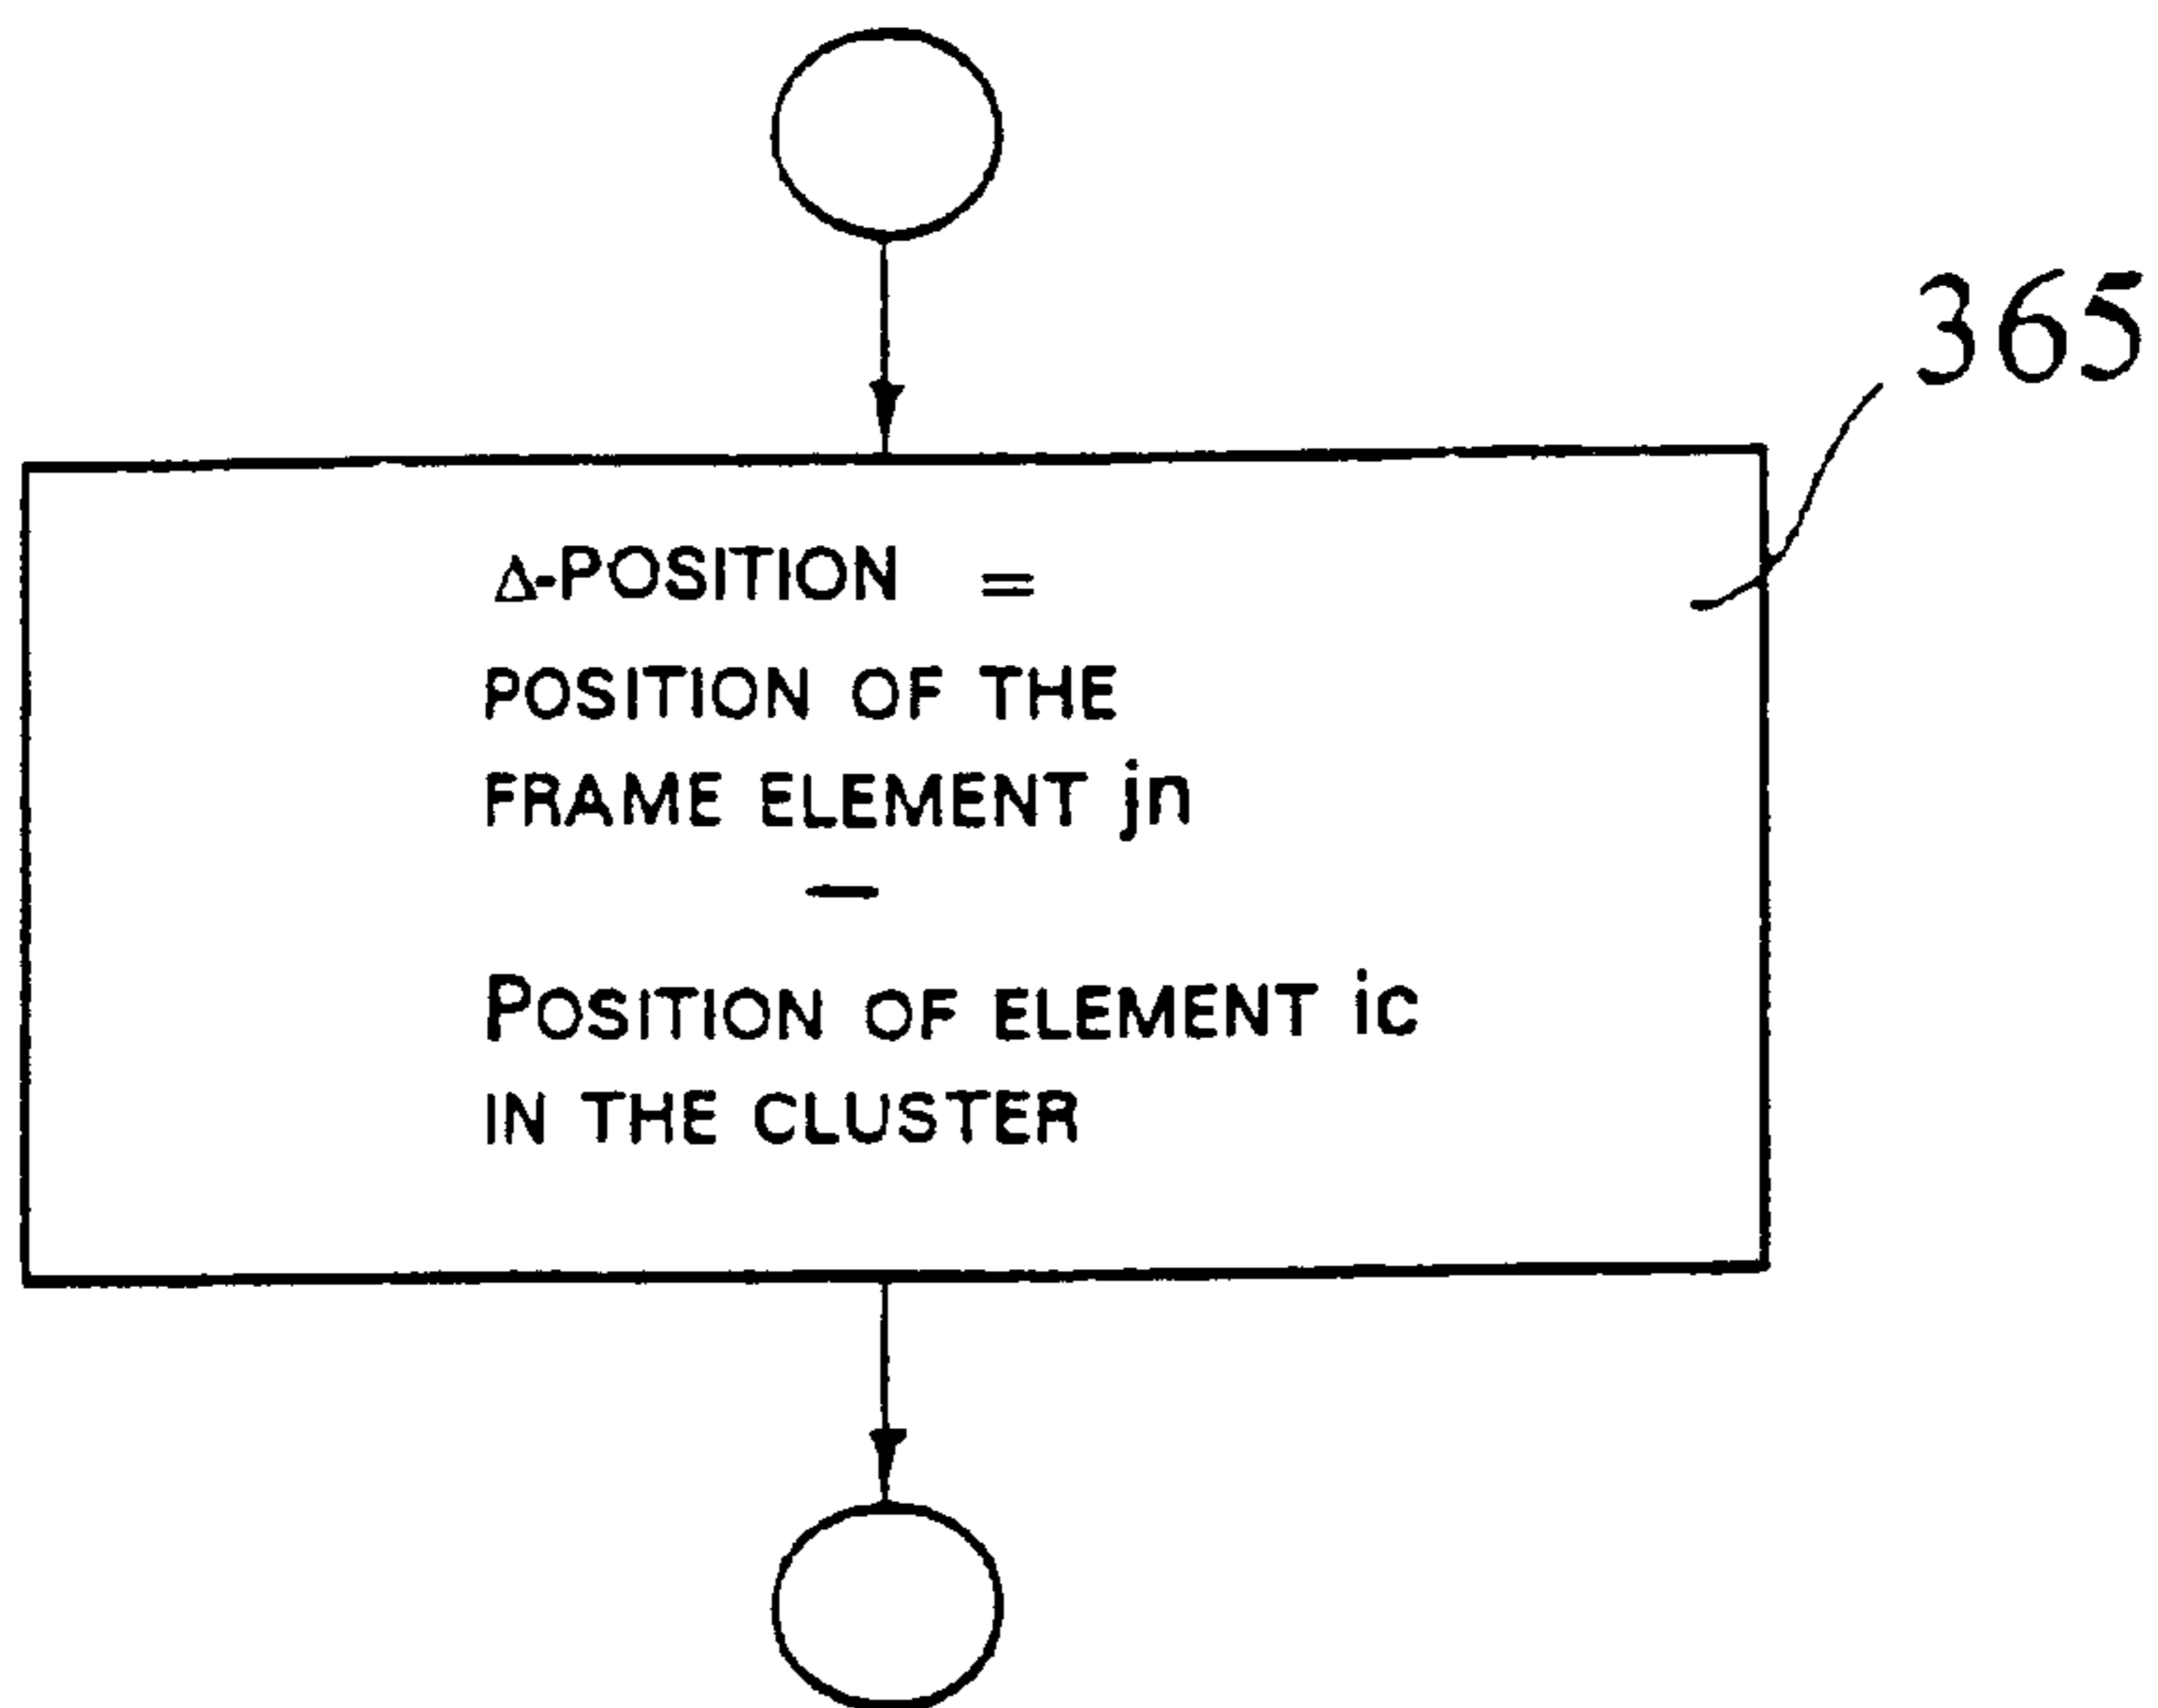 365
Δ-POSITION =
POSITION OF THE
FRAME ELEMENT jn
—
POSITION OF ELEMENT ic
IN THE CLUSTER